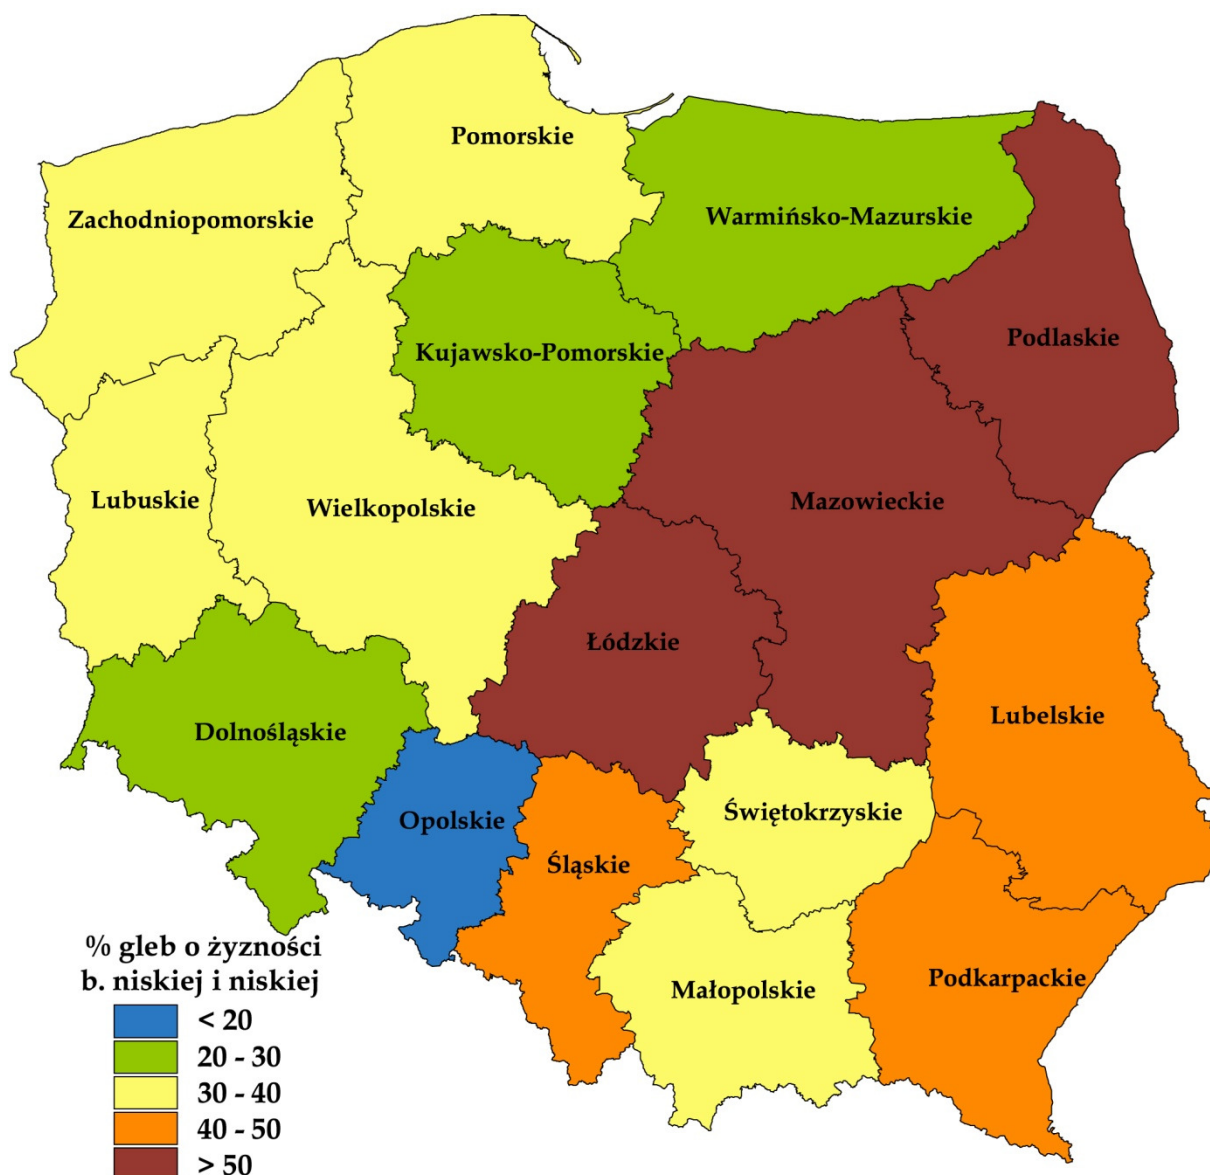 Pomorskie
Zachodniopomorskie
Warmińsko-Mazurskie
Podlaskie
Kujawsko-Pomorskie
Lubuskie
Wielkopolskie
Mazowieckie
Łódzkie
Lubelskie
Dolnośląskie
Opolskie
Świętokrzyskie
Śląskie
Podkarpackie
Małopolskie
% gleb o żyzności
b. niskiej i niskiej
< 20
20 - 30
30 - 40
40 - 50
> 50